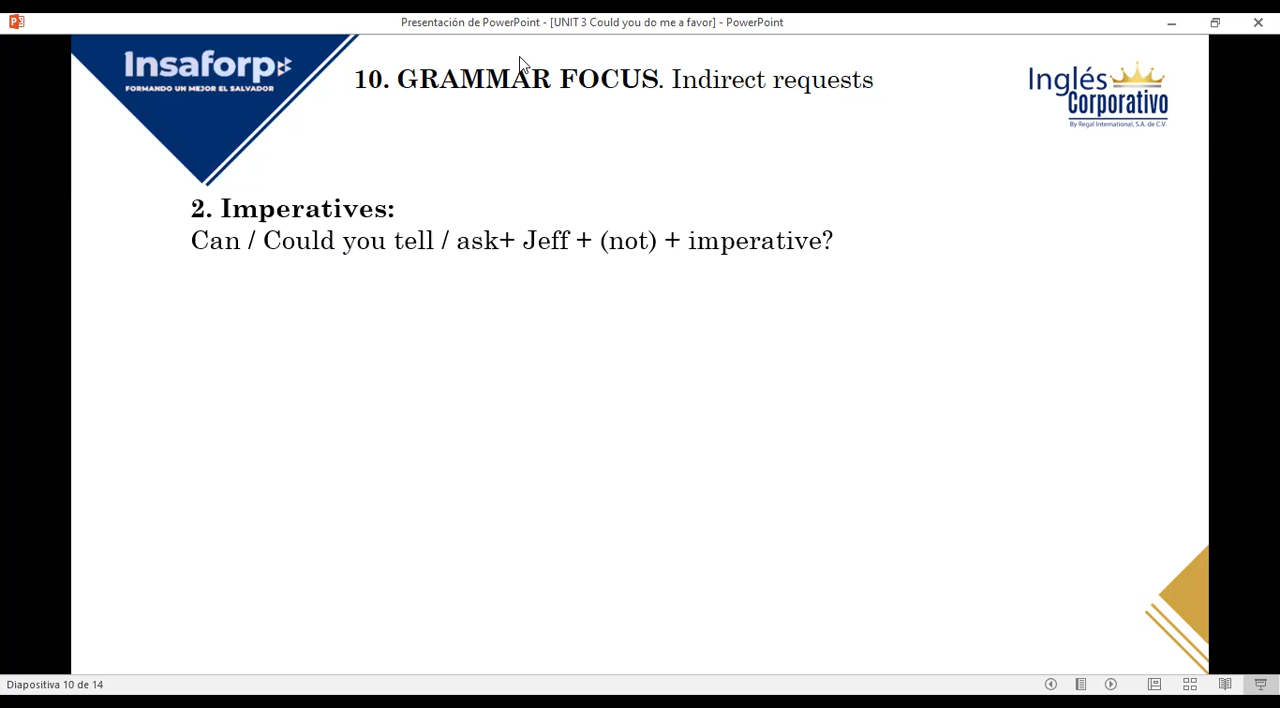 Presentación de PowerPoint - [UNIT 3 Could you do me a favor] - PowerPoint
Insaforp
FORMANDO UN MEJOR EL SALVADOR
10. GRAMMAR FOCUS. Indirect requests
Inglés
Corporativo
By Regal International, S.A. de C.V.
2. Imperatives:
Can / Could you tell / ask+ Jeff + (not) + imperative?
Diapositiva 10 de 14